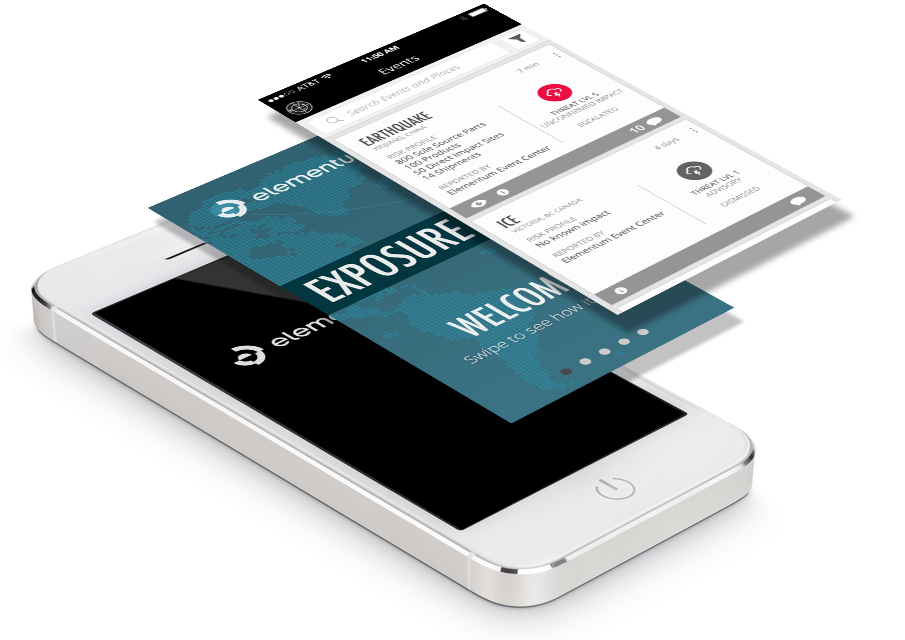 AT&T
11:00 AM
Events
Search Events and Places
EARTHQUAKE
XINJIANG, CHINA
RISK PROFILE
800 Sole Source Parts
100 Products
50 Direct Impact Sites
14 Shipments
REPORTED BY
Elementum Event Center
7 min
THREAT LVL 5
UNCONFIRMED IMPACT
ESCALATED
10
ICE
VICTORIA, BC CANADA
RISK PROFILE
No known impact
REPORTED BY
Elementum Event Center
4 days
THREAT LVL 1
ADVISORY
DISMISSED
elementu
EXPOSURE
WELCOM
Swipe to see how it
elem